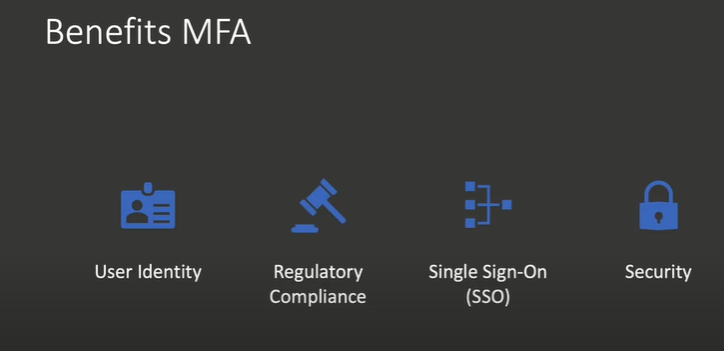 Benefits MFA
User Identity
Regulatory
Compliance
Single Sign-On
(SSO)
Security